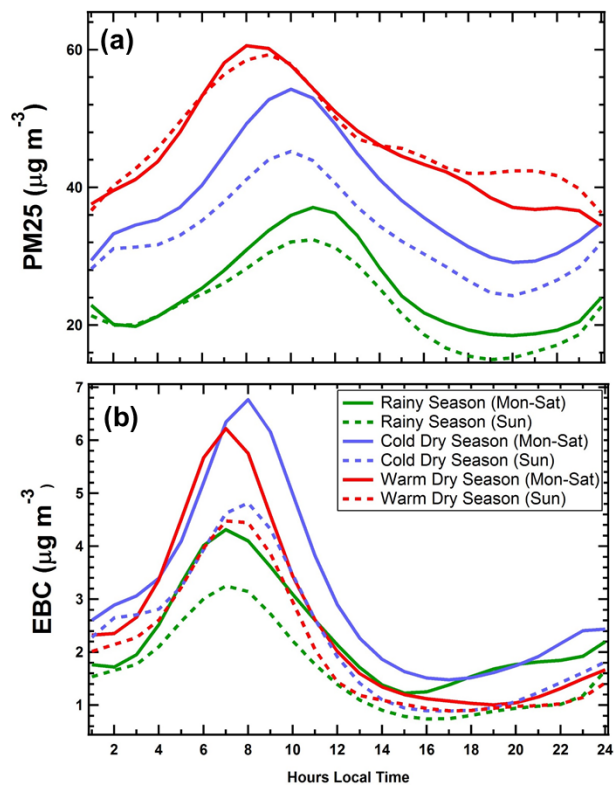 (a)
PM25 (μg m⁻³)
60
40
20
(b)
EBC (μg m⁻³)
7
6
5
4
3
2
1
Rainy Season (Mon-Sat)
Rainy Season (Sun)
Cold Dry Season (Mon-Sat)
Cold Dry Season (Sun)
Warm Dry Season (Mon-Sat)
Warm Dry Season (Sun)
2 4 6 8 10 12 14 16 18 20 22 24
Hours Local Time